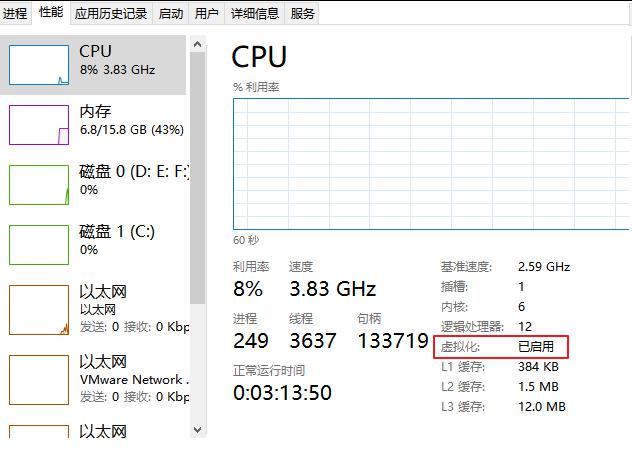 进程 性能 应用历史记录 启动 用户 详细信息 服务
CPU
8% 3.83 GHz
内存
6.8/15.8 GB (43%)
磁盘 0 (D: E: F:)
0%
磁盘 1 (C:)
0%
以太网
以太网
发送: 0 接收: 0 Kbp
以太网
VMware Network .
发送: 0 接收: 0 Kbp
以太网
CPU
% 利用率
60 秒
利用率 速度
8% 3.83 GHz
进程 线程 句柄
249 3637 133719
正常运行时间
0:03:13:50
基准速度: 2.59 GHz
插槽: 1
内核: 6
逻辑处理器: 12
虚拟化: 已启用
L1 缓存: 384 KB
L2 缓存: 1.5 MB
L3 缓存: 12.0 MB